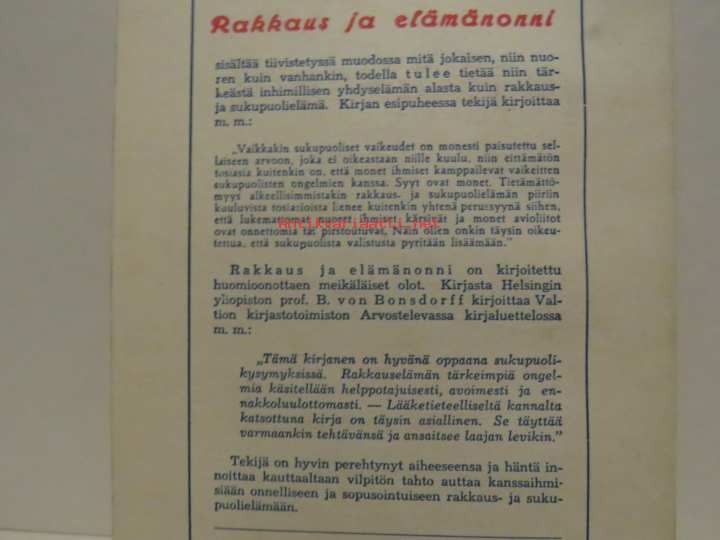 Rakkaus ja elämänonni
sisältää tiivistetyssä muodossa mitä jokaisen, niin nuo-
ren kuin vanhankin, todella tulee tietää niin tär-
keästä inhimillisen yhdyselämän alasta kuin rakkaus-
ja sukupuolielämä. Kirjan esipuheessa tekijä kirjoittaa
m. m.:
„Vaikkakin sukupuoliset vaikeudet on monesti paisutettu sel-
laiseen arvoon, joka ei oikeastaan niille kuulu, niin eittämätön
tosiasia kuitenkin on, että monet ihmiset kamppailevat vaikeitten
sukupuolisten ongelmien kanssa. Syyt ovat monet. Tietämättö-
myys alkeellisimmistakin rakkaus- ja sukupuolielämän piiriin
kuuluvista tosiasioista lienee kuitenkin yhtenä perussyynä siihen,
että lukemattomat nuoret ihmiset kärsivät ja monet avioliitot
ovat onnettomia tai pirstoutuvat. Näin ollen onkin täysin oikeu-
tettua, että sukupuolista valistusta pyritään lisäämään."
Antikvariaatti.net
Rakkaus ja elämänonni on kirjoitettu
huomioonottaen meikäläiset olot. Kirjasta Helsingin
yliopiston prof. B. von Bonsdorff kirjoittaa Val-
tion kirjastotoimiston Arvostelevassa kirjaluettelossa
m. m.:
„Tämä kirjanen on hyvänä oppaana sukupuoli-
kysymyksissä. Rakkauselämän tärkeimpiä ongel-
mia käsitellään helppotajuisesti, avoimesti ja en-
nakkoluulottomasti. — Lääketieteelliseltä kannalta
katsottuna kirja on täysin asiallinen. Se täyttää
varmaankin tehtävänsä ja ansaitsee laajan levikin."
Tekijä on hyvin perehtynyt aiheeseensa ja häntä in-
noittaa kauttaaltaan vilpitön tahto auttaa kanssaihmi-
siään onnelliseen ja sopusointuiseen rakkaus- ja suku-
puolielämään.